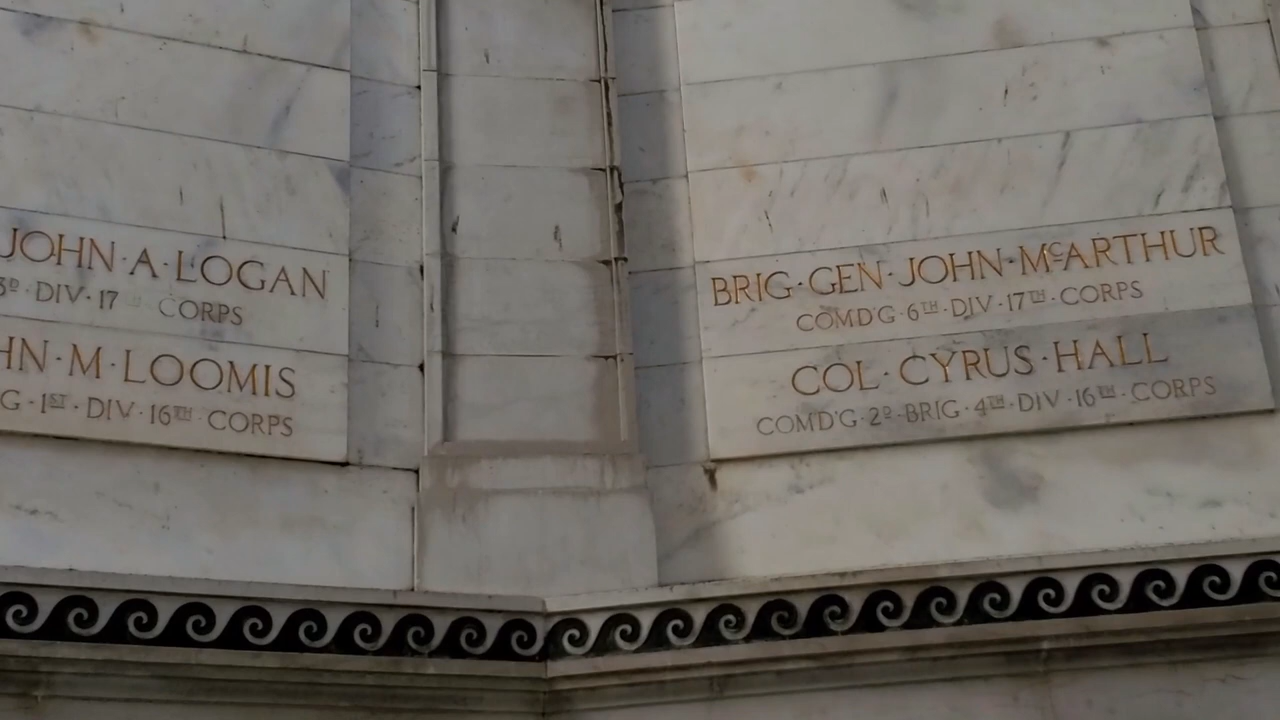 JOHN·A·LOGAN
3D·DIV·17 CORPS
HN·M·LOOMIS
G·1ST·DIV·16TH·CORPS
BRIG·GEN·JOHN·McARTHUR
COMD'G·6TH·DIV·17TH·CORPS
COL·CYRUS·HALL
COMD'G·2D·BRIG·4TH·DIV·16TH·CORPS